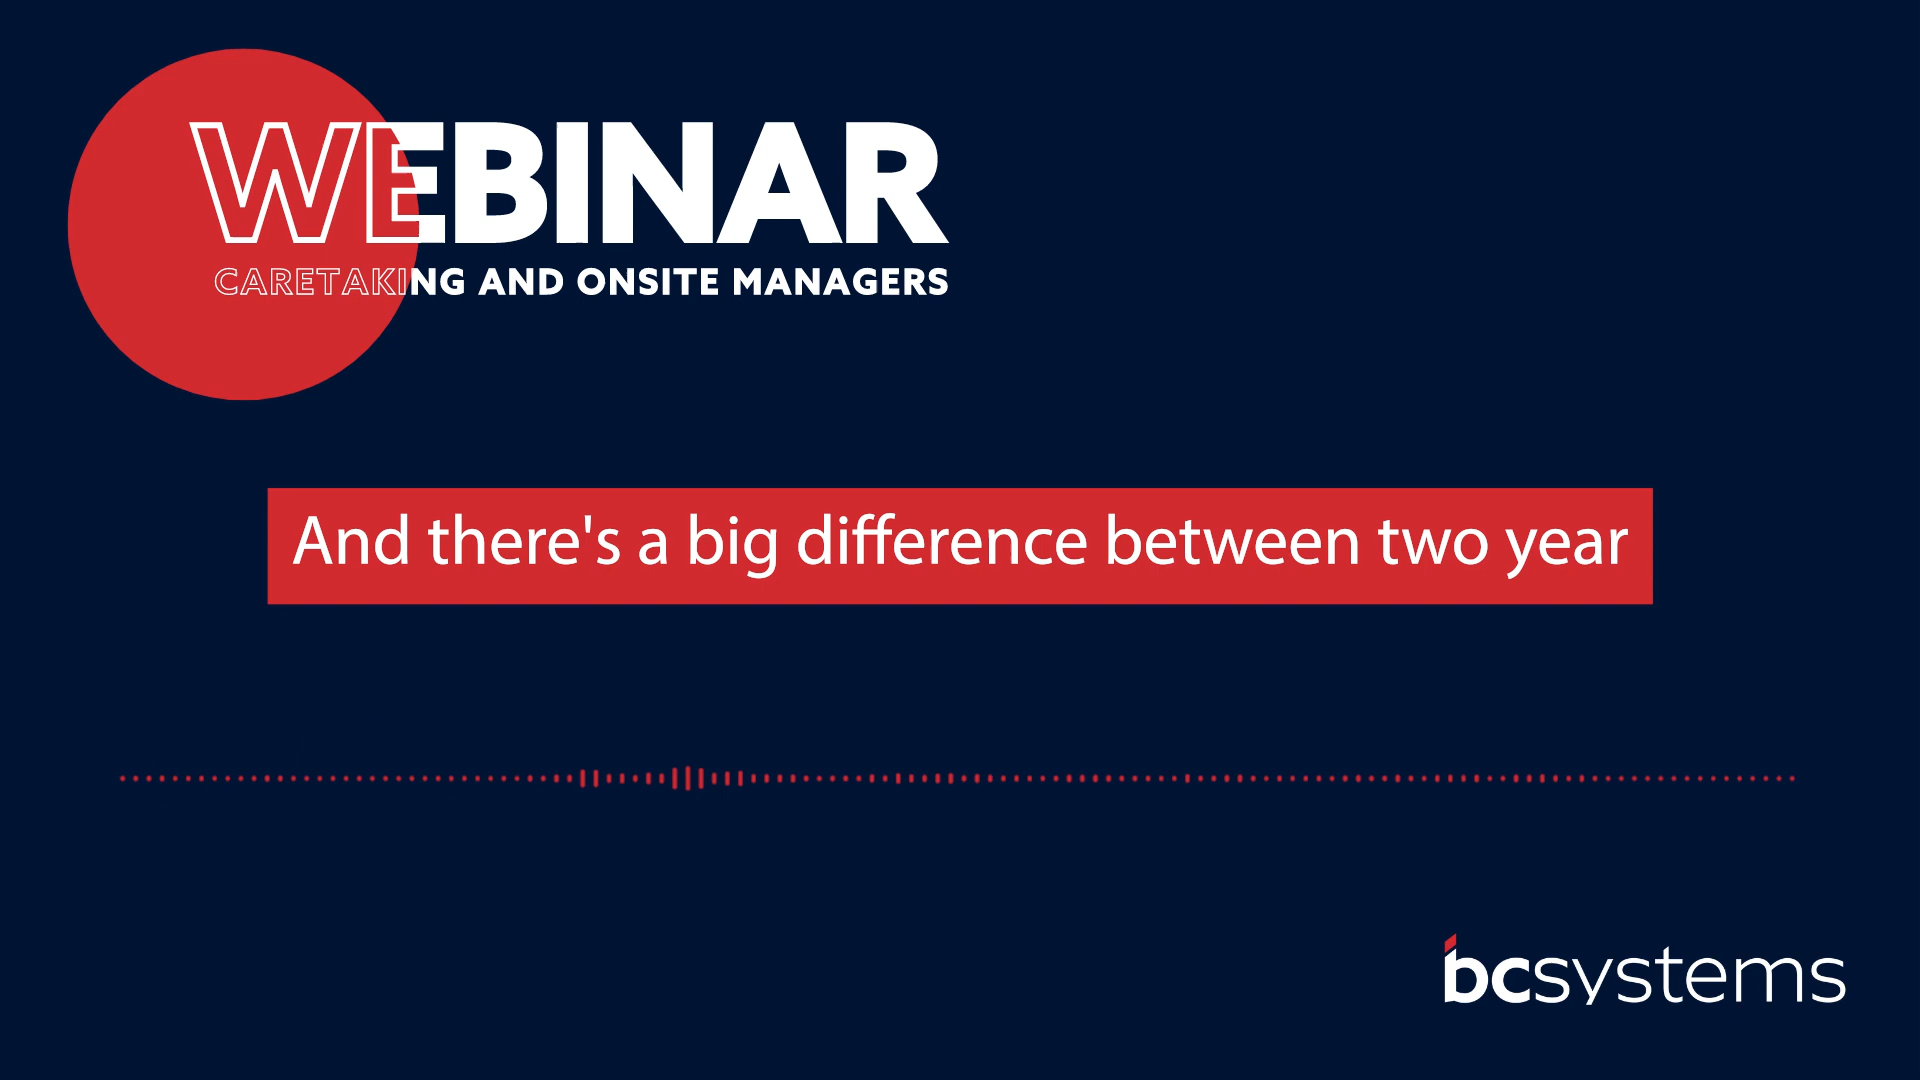 WEBINAR
CARETAKING AND ONSITE MANAGERS
And there's a big difference between two year
bcsystems